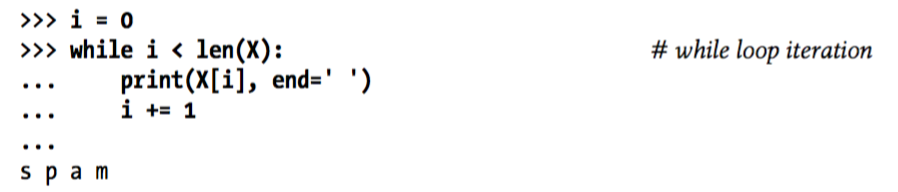 >>> i = 0
>>> while i < len(X):                                # while loop iteration
...     print(X[i], end=' ')
...     i += 1
...
s p a m